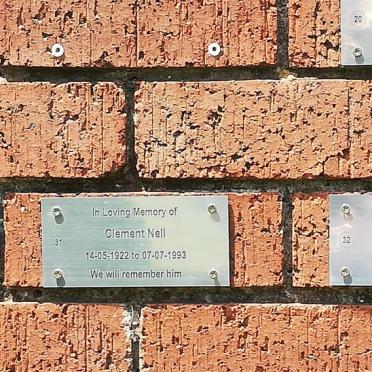 20
In Loving Memory of
31
Clement Nell
14-05-1922 to 07-07-1993
We will remember him
32